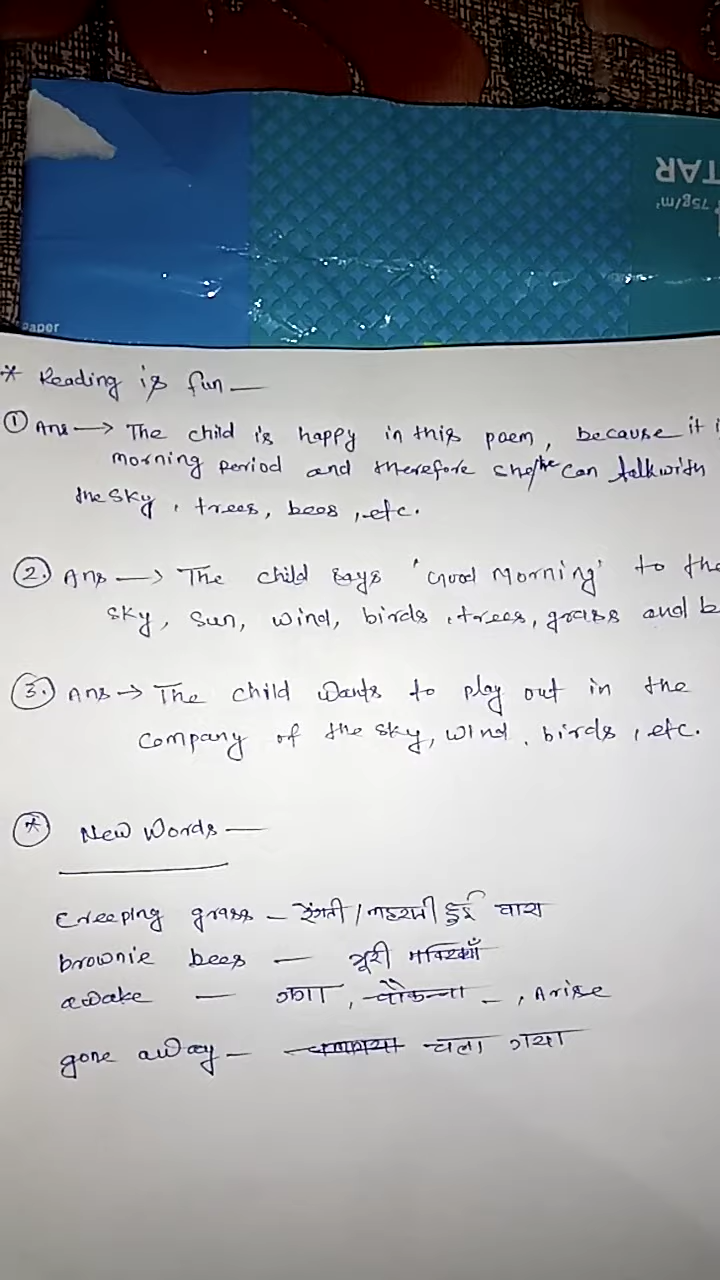 TAR
75g/m²
Paper
* Reading is fun —
① Ans → The child is happy in this poem, because it i
morning period and therefore she/he can talk with
the sky, trees, bees, etc.
②. Ans → The child says 'Good Morning' to the
sky, sun, wind, birds, trees, grass and b
③. Ans → The child wants to play out in the
company of the sky, wind, birds, etc.
* New Words —
Creeping grass — रेंगती / लहराती हुई घास
brownie bees — भूरी मक्खियाँ
awake — जगा, चौकन्ना —, Arise
gone away — चला गया